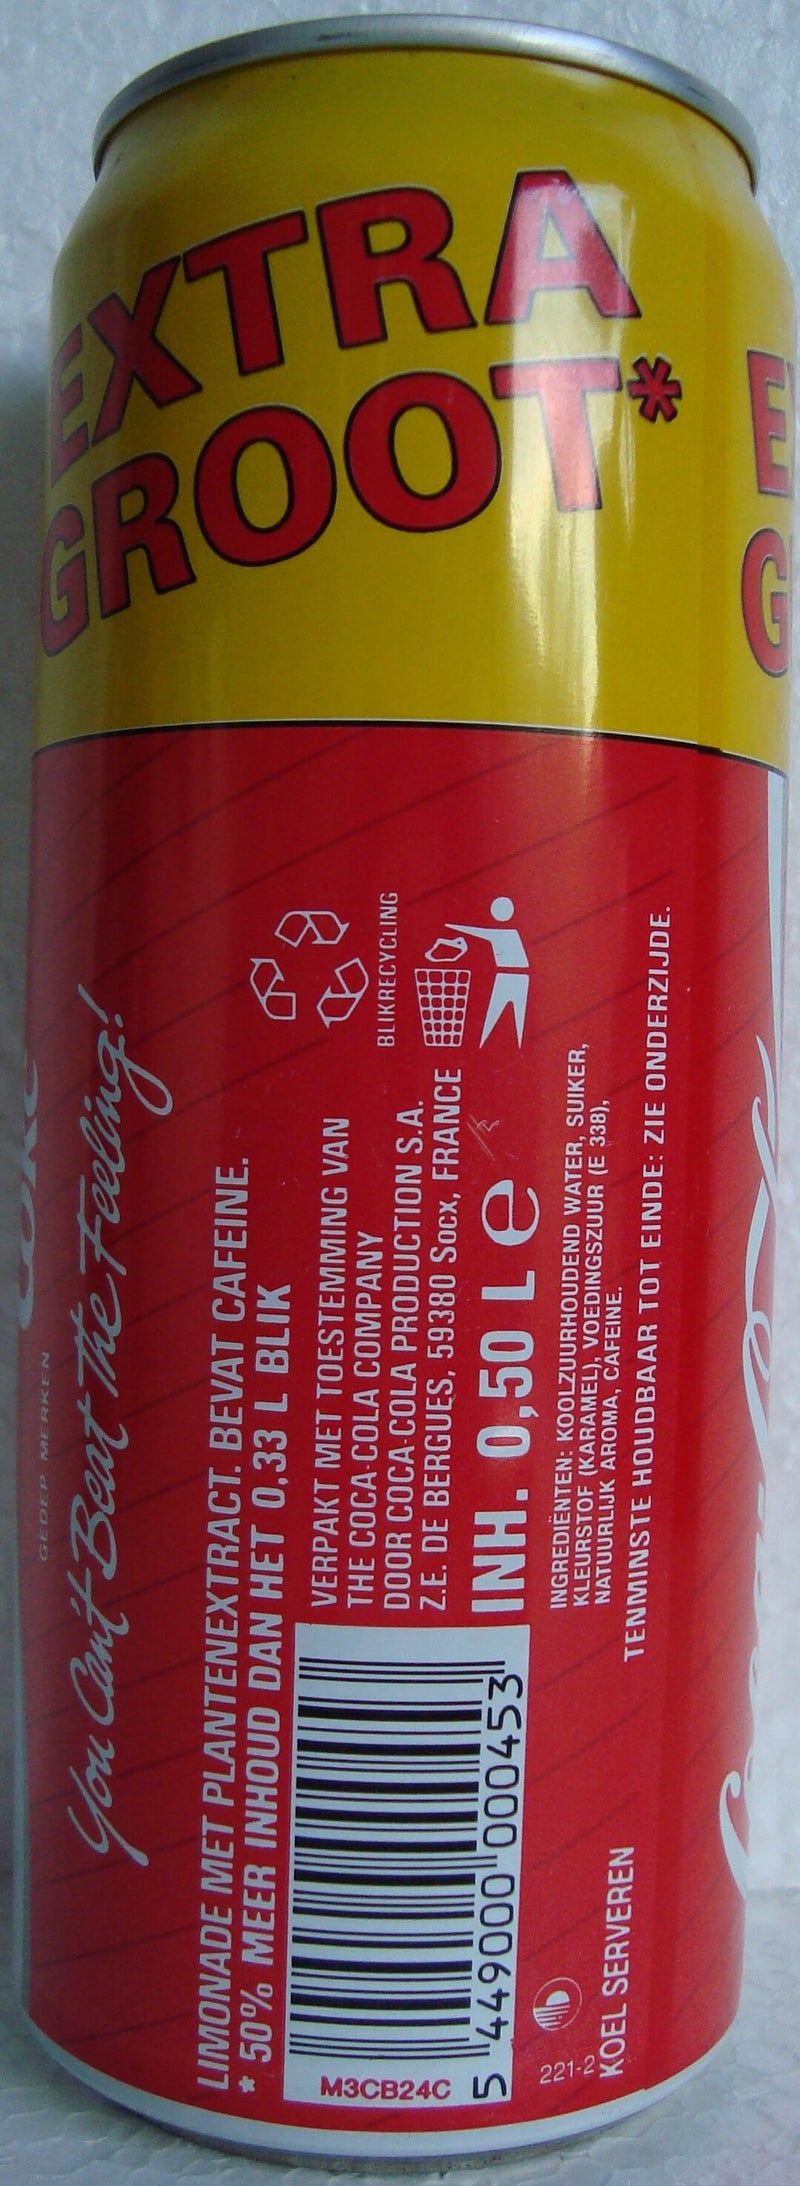 EXTRA
GROOT*
COKE
GEDEP. MERKEN
You Can't Beat The Feeling!
LIMONADE MET PLANTENEXTRACT. BEVAT CAFEINE.
* 50% MEER INHOUD DAN HET 0,33 L BLIK
VERPAKT MET TOESTEMMING VAN
THE COCA-COLA COMPANY
DOOR COCA-COLA PRODUCTION S.A.
Z.E. DE BERGUES, 59380 Socx, FRANCE
INH. 0,50 L e
BLIKRECYCLING
INGREDIËNTEN: KOOLZUURHOUDEND WATER, SUIKER,
KLEURSTOF (KARAMEL), VOEDINGSZUUR (E 338),
NATUURLIJK AROMA, CAFEINE.
TENMINSTE HOUDBAAR TOT EINDE: ZIE ONDERZIJDE.
M3CB24C
5 449000 000453
221-2
KOEL SERVEREN